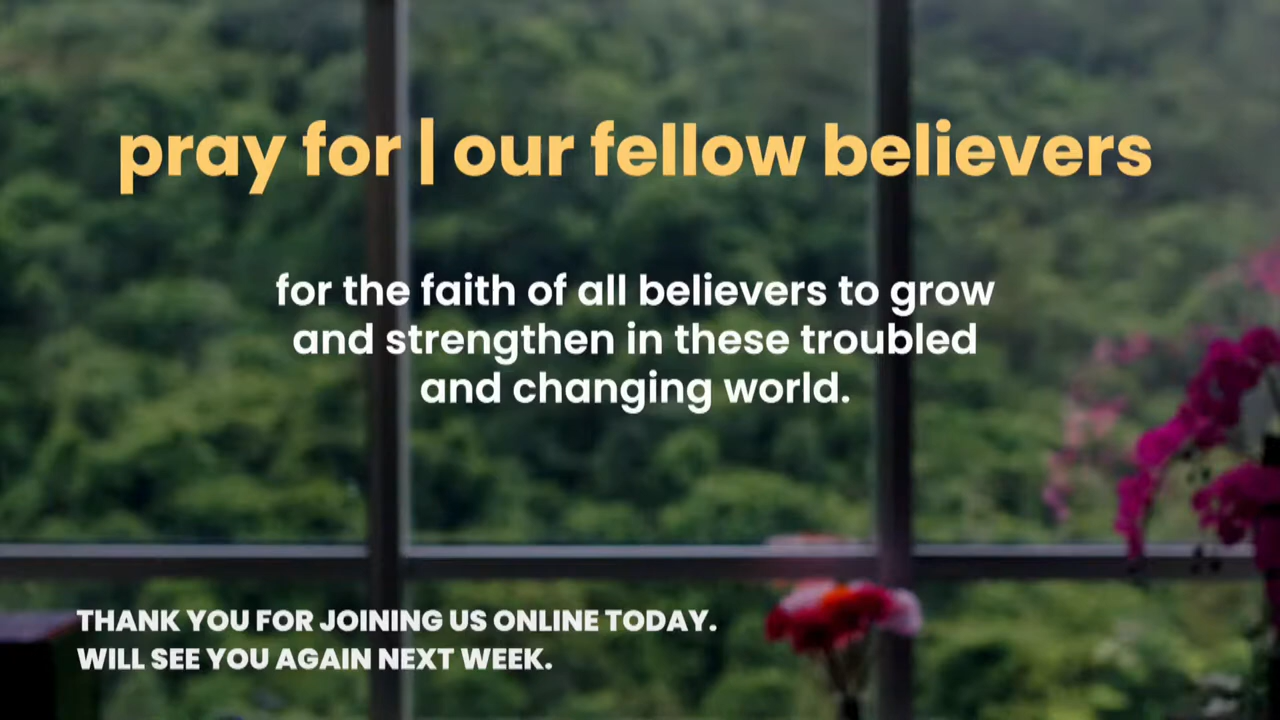 pray for | our fellow believers
for the faith of all believers to grow
and strengthen in these troubled
and changing world.
THANK YOU FOR JOINING US ONLINE TODAY.
WILL SEE YOU AGAIN NEXT WEEK.